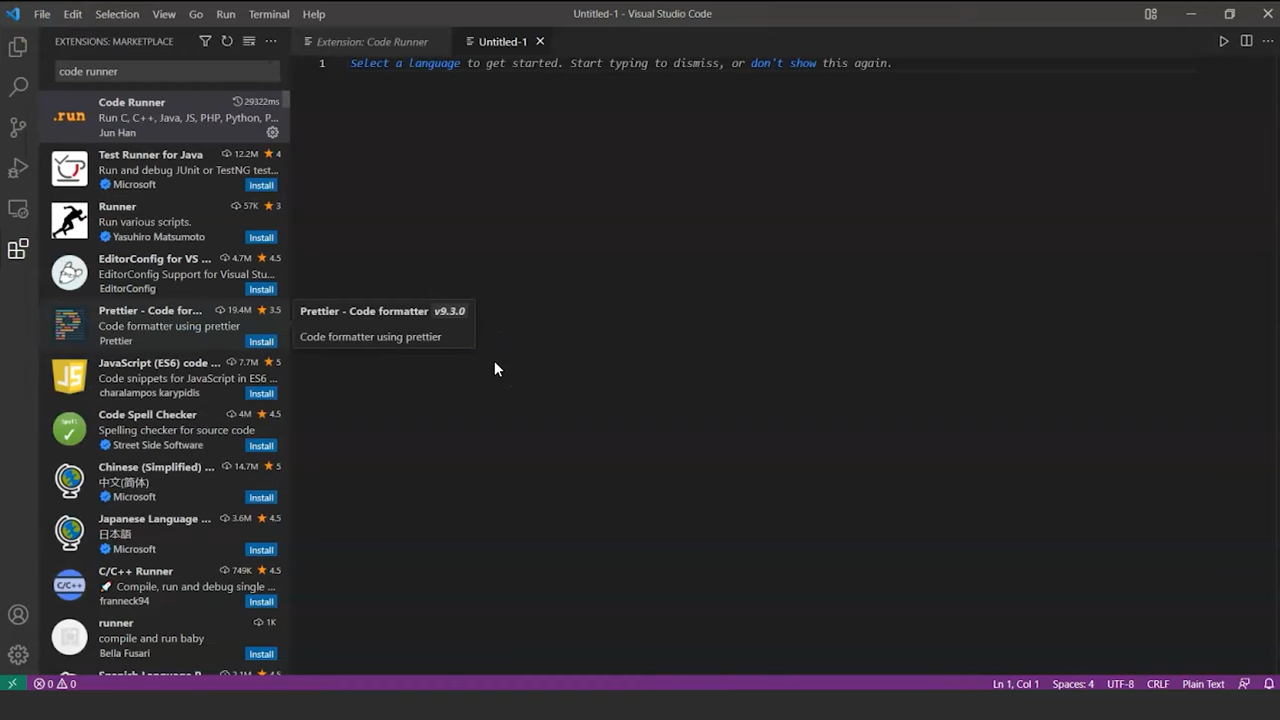 File Edit Selection View Go Run Terminal Help
Untitled-1 - Visual Studio Code
EXTENSIONS: MARKETPLACE
code runner
.run
Code Runner 29322ms
Run C, C++, Java, JS, PHP, Python, P...
Jun Han
Test Runner for Java 12.2M 4
Run and debug JUnit or TestNG test...
Microsoft Install
Runner 57K 3
Run various scripts.
Yasuhiro Matsumoto Install
EditorConfig for VS ... 4.7M 4.5
EditorConfig Support for Visual Stu...
EditorConfig Install
Prettier - Code for... 19.4M 3.5
Code formatter using prettier
Prettier Install
JS
JavaScript (ES6) code ... 7.7M 5
Code snippets for JavaScript in ES6 ...
charalampos karypidis Install
Spell
Code Spell Checker 4M 4.5
Spelling checker for source code
Street Side Software Install
Chinese (Simplified) ... 14.7M 5
中文(简体)
Microsoft Install
Japanese Language ... 3.6M 4.5
日本語
Microsoft Install
C/C++
C/C++ Runner 749K 4.5
🚀 Compile, run and debug single ...
franneck94 Install
runner 1K
compile and run baby
Bella Fusari Install
Extension: Code Runner
Untitled-1
1 Select a language to get started. Start typing to dismiss, or don't show this again.
Prettier - Code formatter v9.3.0
Code formatter using prettier
0 0
Ln 1, Col 1 Spaces: 4 UTF-8 CRLF Plain Text